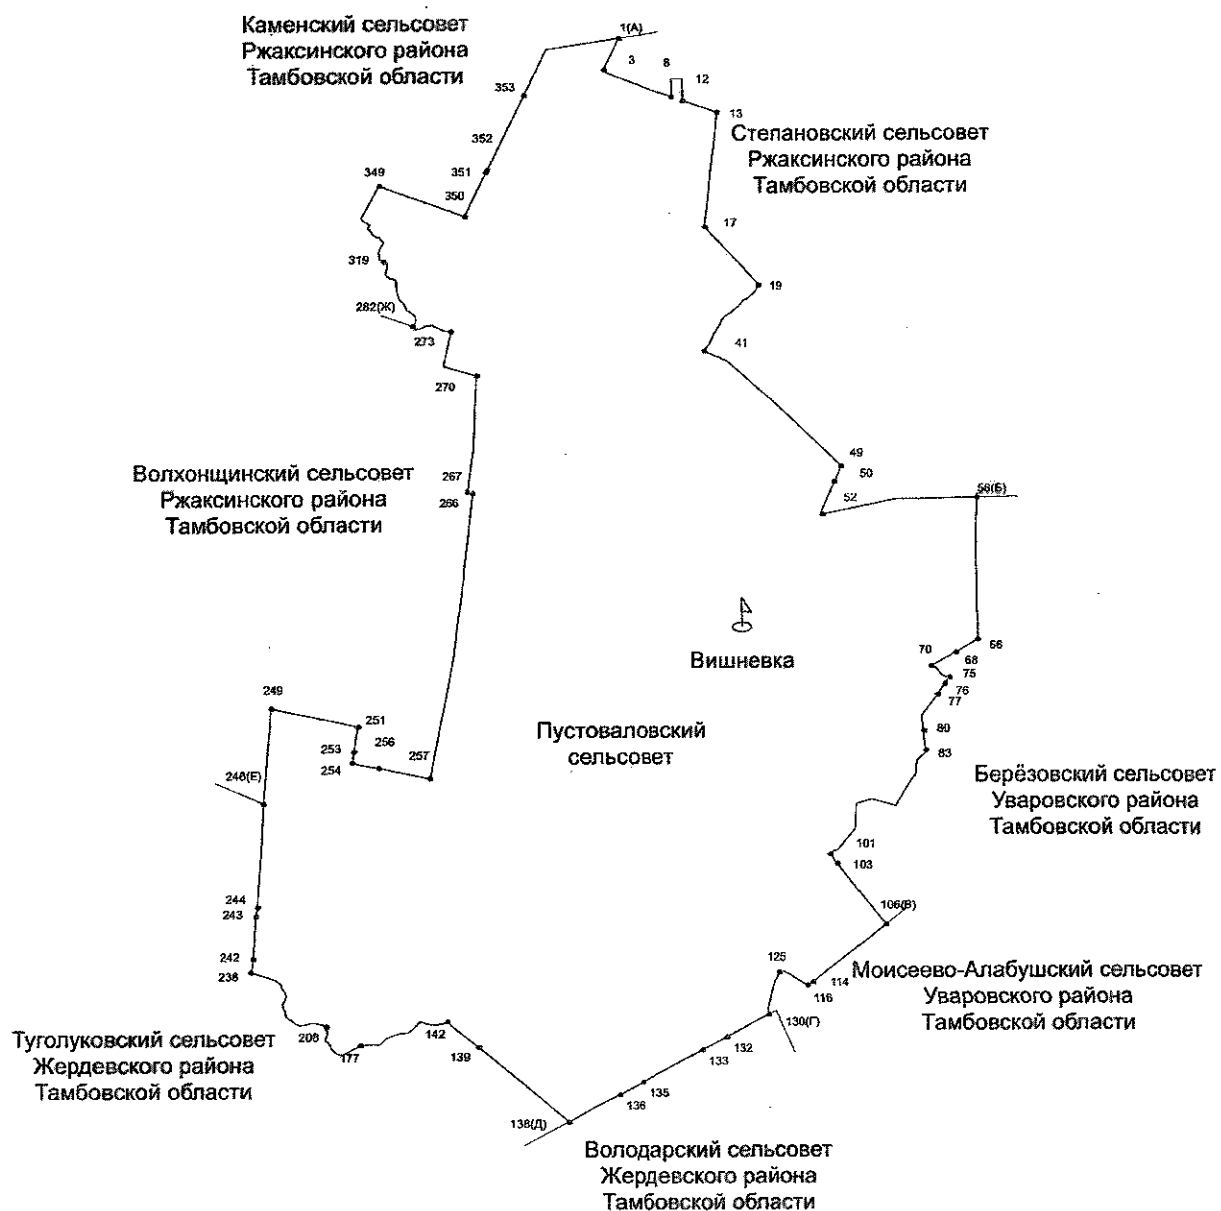 Каменский сельсовет
Ржаксинского района
Тамбовской области
1(А)
3
8
12
13
353
352
351
350
349
Степановский сельсовет
Ржаксинского района
Тамбовской области
17
19
319
282(Ж)
273
270
41
49
50
52
56(Б)
Волхонщинский сельсовет
Ржаксинского района
Тамбовской области
267
266
Вишневка
66
68
70
75
76
77
80
83
249
251
253
256
254
257
248(Е)
Пустоваловский
сельсовет
Берёзовский сельсовет
Уваровского района
Тамбовской области
101
103
106(В)
244
243
242
238
125
114
116
Моисеево-Алабушский сельсовет
Уваровского района
Тамбовской области
130(Г)
132
133
135
136
138(Д)
139
142
177
208
Туголуковский сельсовет
Жердевского района
Тамбовской области
Володарский сельсовет
Жердевского района
Тамбовской области